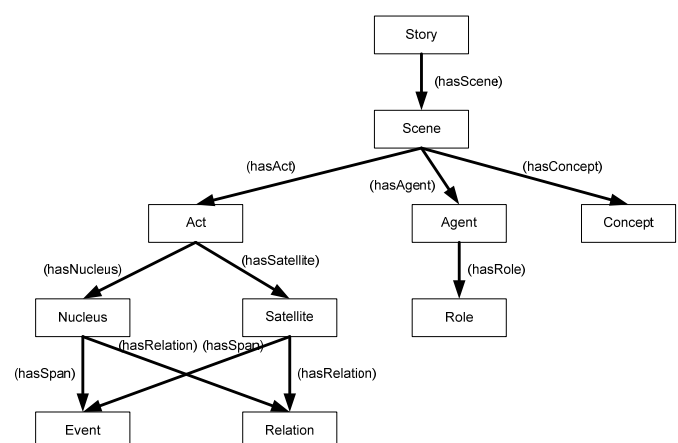 Story
(hasScene)
Scene
(hasAct)
(hasAgent)
(hasConcept)
Act
Agent
Concept
(hasNucleus)
(hasSatellite)
(hasRole)
Nucleus
Satellite
Role
(hasSpan)
(hasRelation)
(hasSpan)
(hasRelation)
Event
Relation